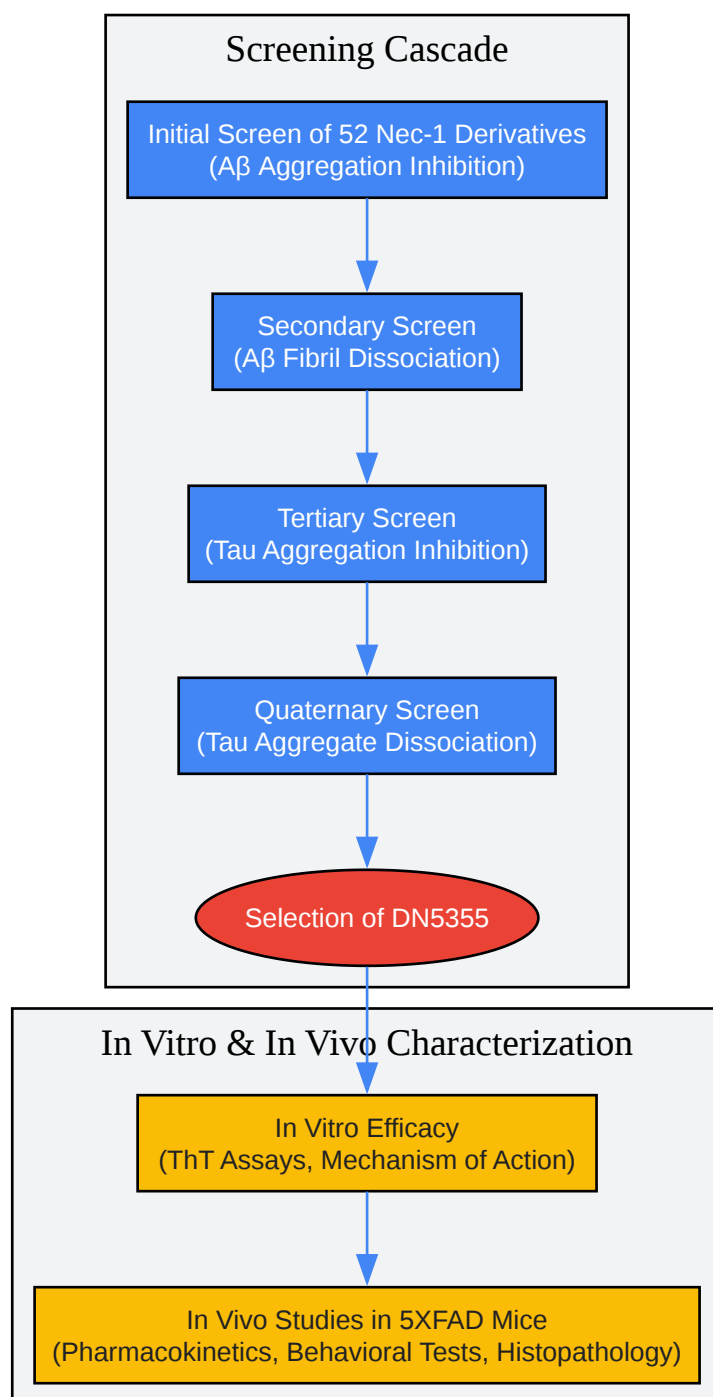 Screening Cascade
Initial Screen of 52 Nec-1 Derivatives
(Aβ Aggregation Inhibition)
Secondary Screen
(Aβ Fibril Dissociation)
Tertiary Screen
(Tau Aggregation Inhibition)
Quaternary Screen
(Tau Aggregate Dissociation)
Selection of DN5355
In Vitro & In Vivo Characterization
In Vitro Efficacy
(ThT Assays, Mechanism of Action)
In Vivo Studies in 5XFAD Mice
(Pharmacokinetics, Behavioral Tests, Histopathology)